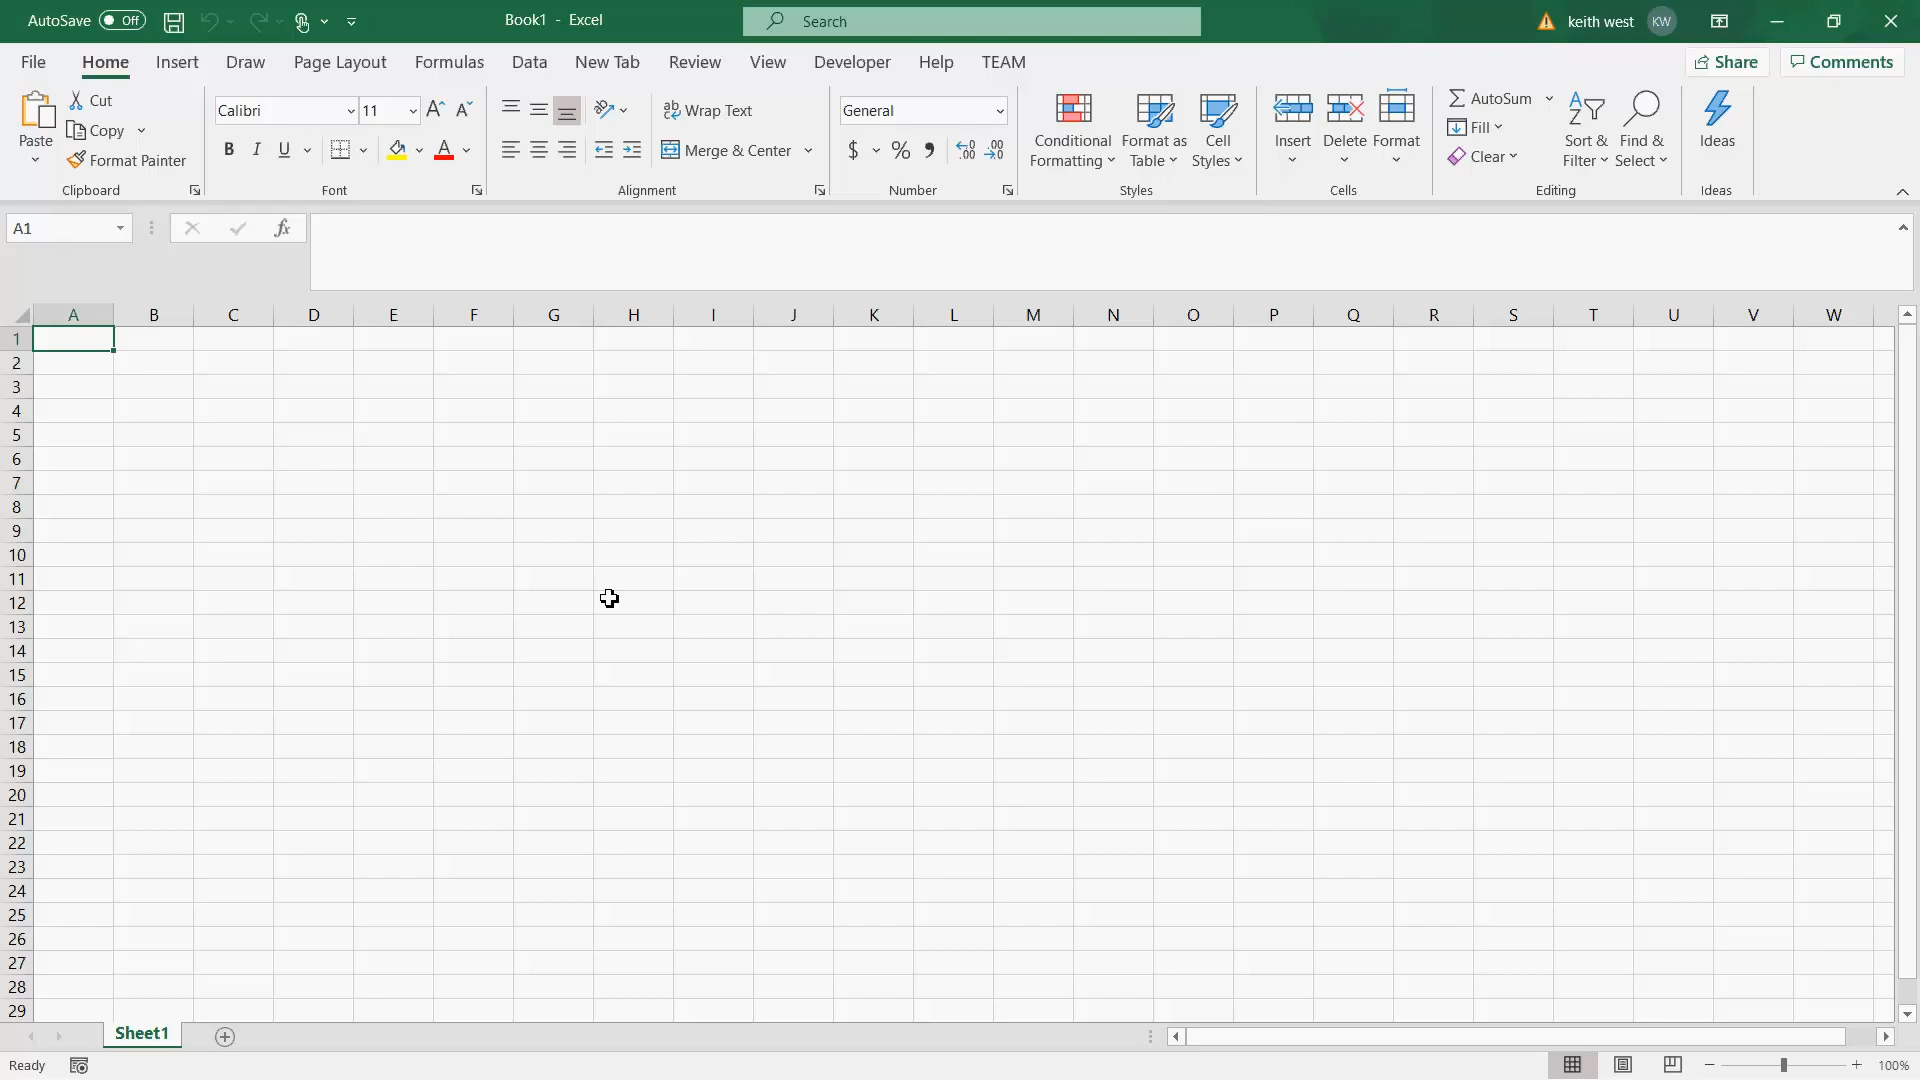 AutoSave Off Book1 - Excel Search keith west KW
File Home Insert Draw Page Layout Formulas Data New Tab Review View Developer Help TEAM Share Comments
Paste
Cut
Copy
Format Painter
Clipboard
Calibri 11
B I U A
Font
ab Wrap Text
Merge & Center
Alignment
General
$ % , .00 .00
Number
Conditional Formatting
Format as Table
Cell Styles
Styles
Insert
Delete
Format
Cells
AutoSum
Fill
Clear
Sort & Filter
Find & Select
Editing
Ideas
Ideas
A1 fx
A B C D E F G H I J K L M N O P Q R S T U V W
1
2
3
4
5
6
7
8
9
10
11
12
13
14
15
16
17
18
19
20
21
22
23
24
25
26
27
28
29
Sheet1
Ready 100%